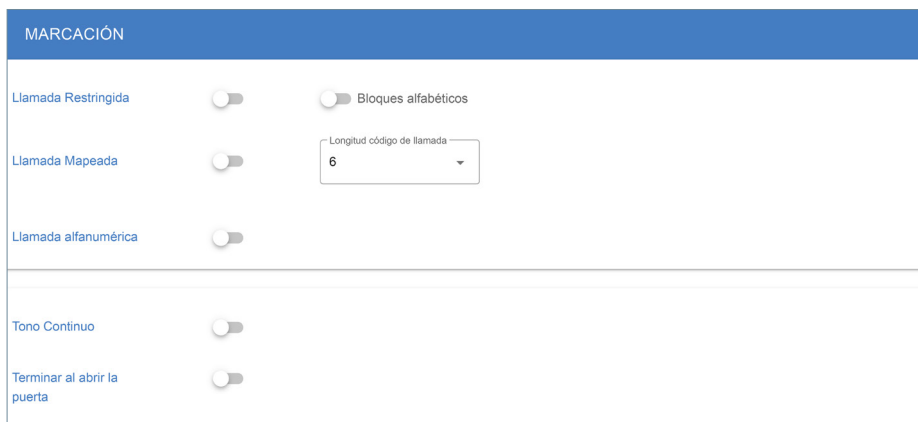 MARCACIÓN
Llamada Restringida
Bloques alfabéticos
Longitud código de llamada
Llamada Mapeada
6
Llamada alfanumérica
Tono Continuo
Terminar al abrir la
puerta